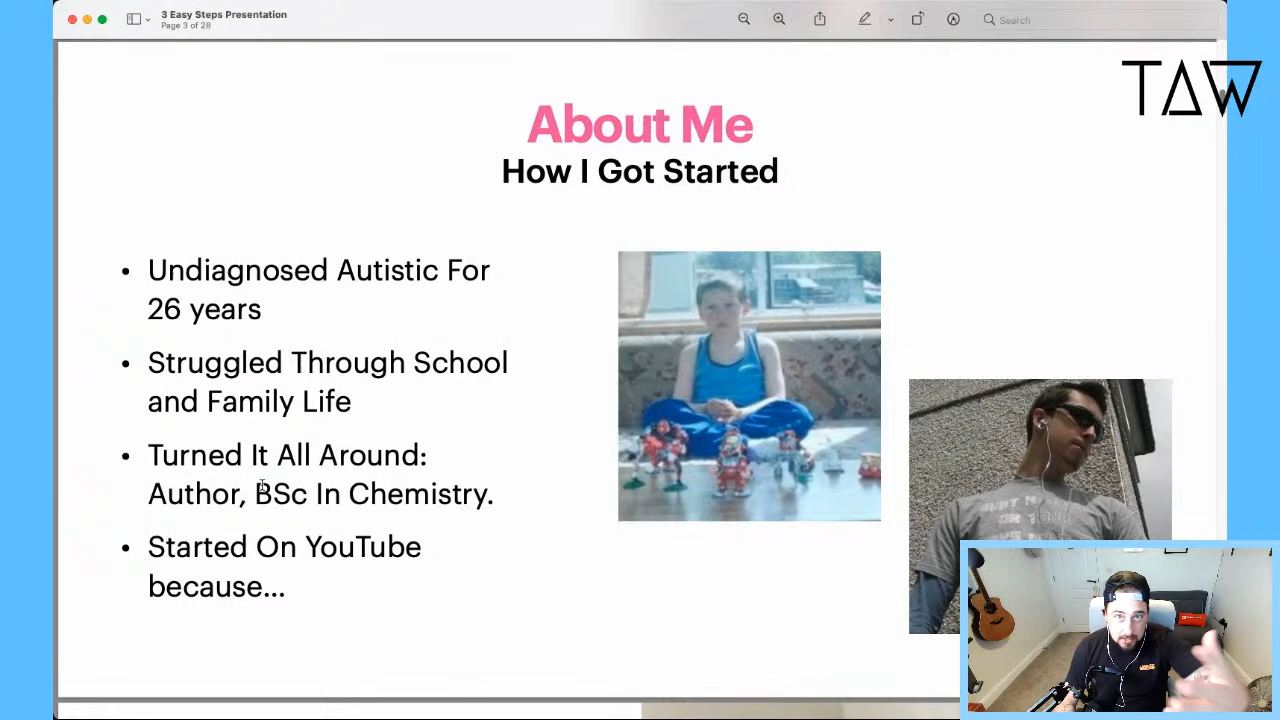 3 Easy Steps Presentation
Page 3 of 28
Search
TAW
About Me
How I Got Started
• Undiagnosed Autistic For
26 years
• Struggled Through School
and Family Life
• Turned It All Around:
Author, BSc In Chemistry.
• Started On YouTube
because...